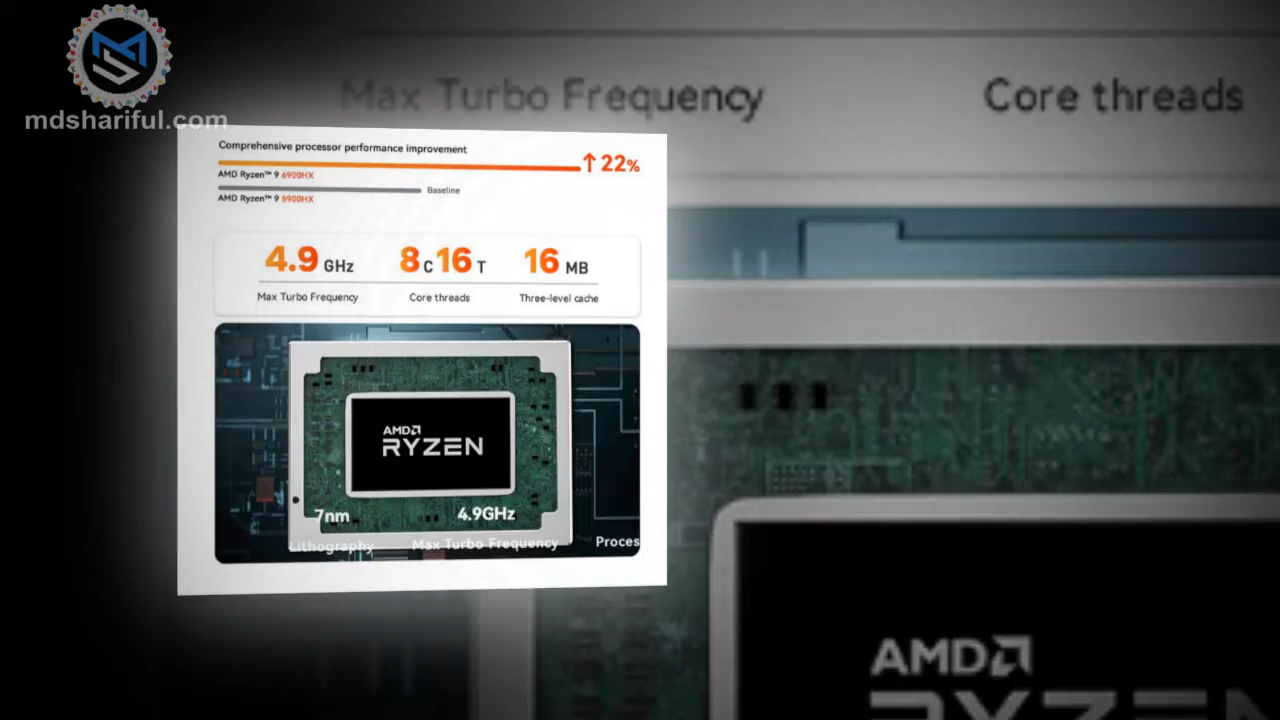 mdshariful.com
Max Turbo Frequency
Core threads
Comprehensive processor performance improvement
↑ 22%
AMD Ryzen™ 9 6900HX
Baseline
AMD Ryzen™ 9 5900HX
4.9 GHz
8C16T
16 MB
Max Turbo Frequency
Core threads
Three-level cache
AMD
RYZEN
7nm
4.9GHz
Lithography
Max Turbo Frequency
Proces
AMD
RYZEN